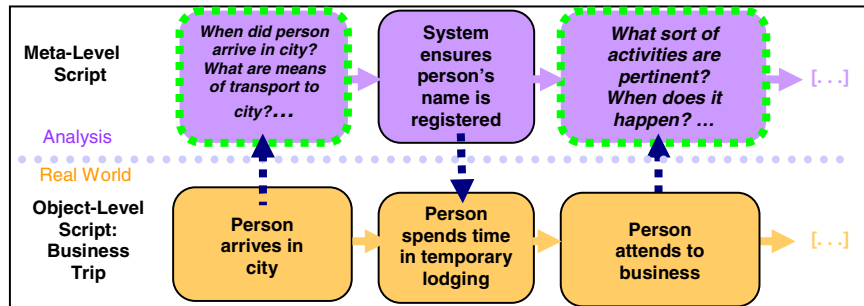 Meta-Level
Script
When did person
arrive in city?
What are means
of transport to
city?...
System
ensures
person's
name is
registered
What sort of
activities are
pertinent?
When does it
happen? ...
[. . .]
Analysis
Real World
Object-Level
Script:
Business
Trip
Person
arrives in
city
Person
spends time
in temporary
lodging
Person
attends to
business
[. . .]